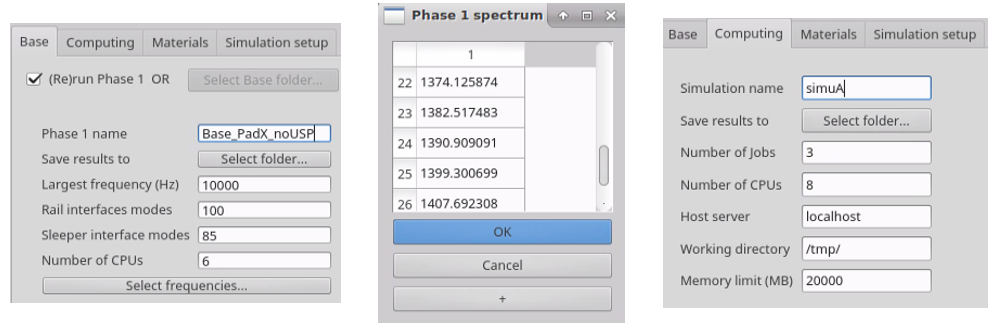 Base Computing Materials Simulation setup
(Re)run Phase 1 OR Select Base folder...
Phase 1 name Base_PadX_noUSP
Save results to Select folder...
Largest frequency (Hz) 10000
Rail interfaces modes 100
Sleeper interface modes 85
Number of CPUs 6
Select frequencies...
Phase 1 spectrum
1
22 1374.125874
23 1382.517483
24 1390.909091
25 1399.300699
26 1407.692308
OK
Cancel
+
Base Computing Materials Simulation setup
Simulation name simuA
Save results to Select folder...
Number of Jobs 3
Number of CPUs 8
Host server localhost
Working directory /tmp/
Memory limit (MB) 20000